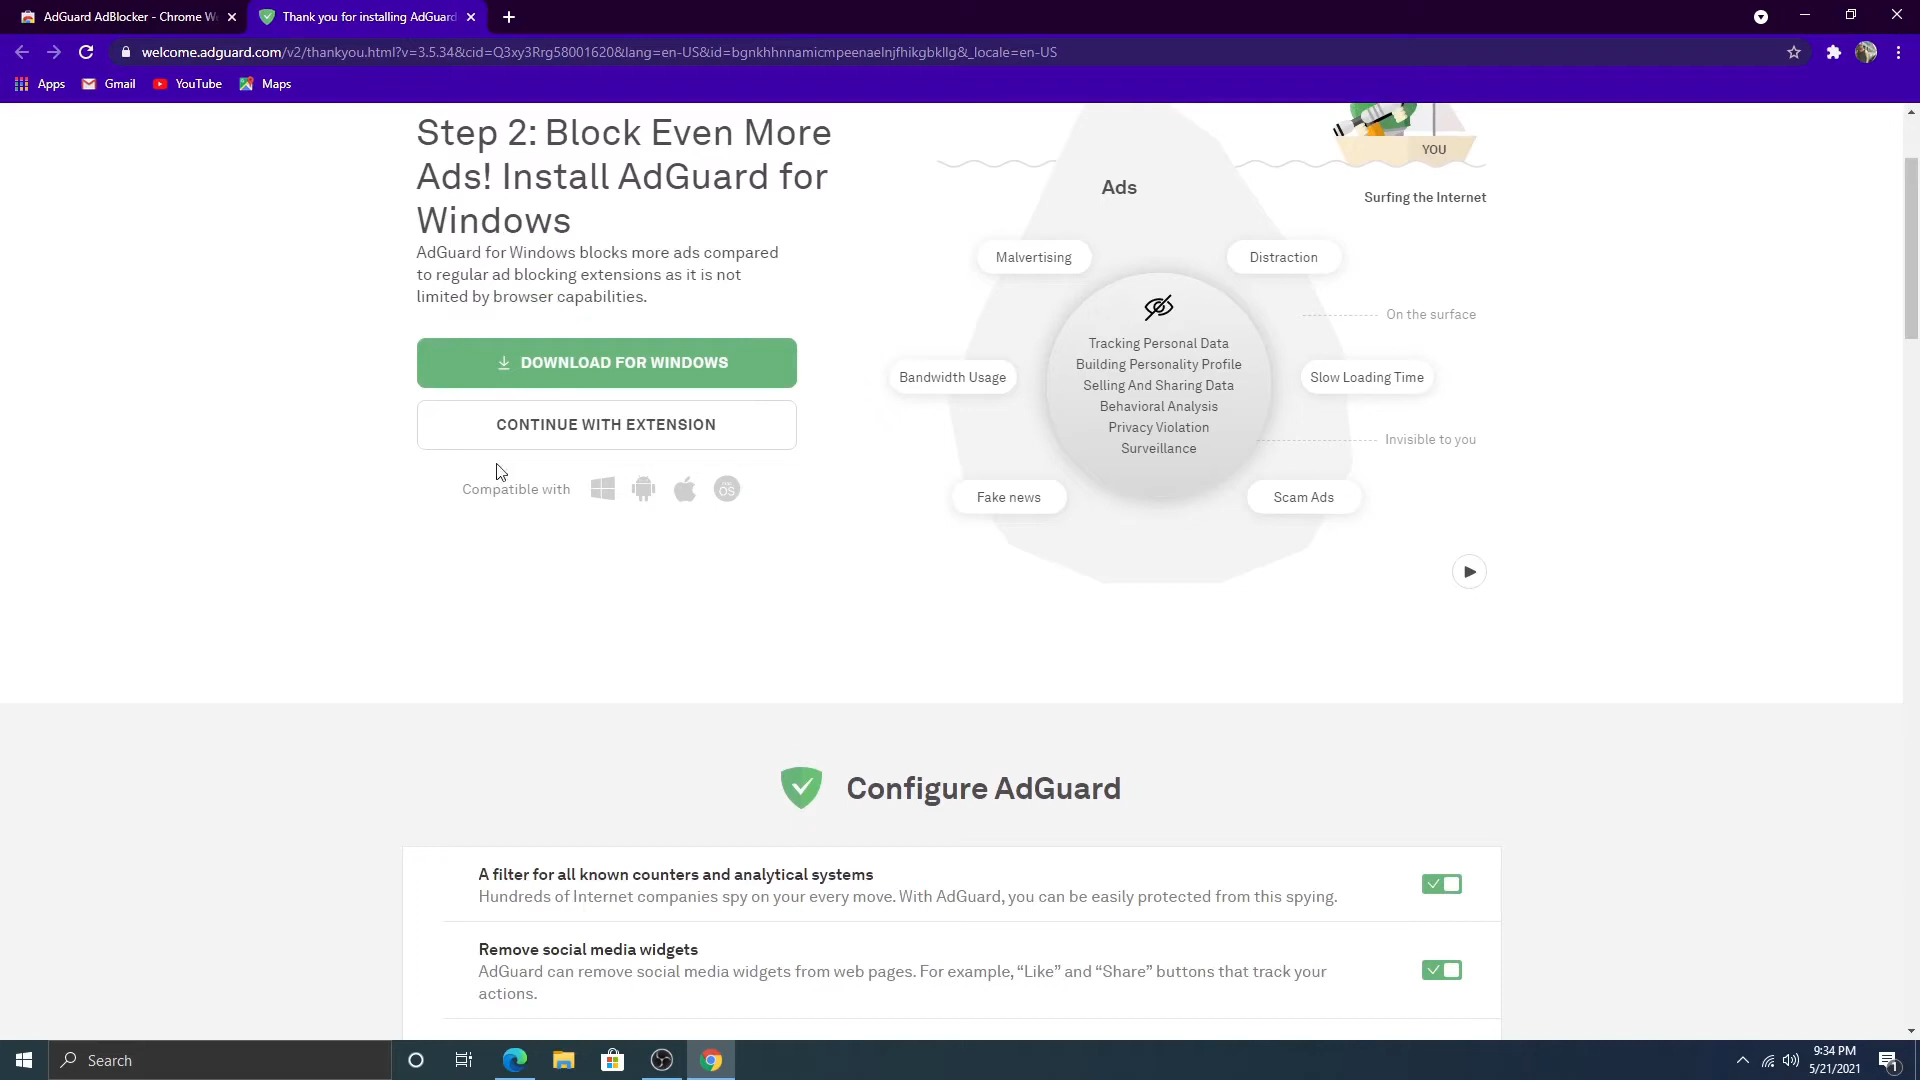 AdGuard AdBlocker - Chrome We
Thank you for installing AdGuard
welcome.adguard.com/v2/thankyou.html?v=3.5.34&cid=Q3xy3Rrg58001620&lang=en-US&id=bgnkhhnnamicmpeenaelnjfhikgbkllg&_locale=en-US
Apps
Gmail
YouTube
Maps
Step 2: Block Even More
Ads! Install AdGuard for
Windows
AdGuard for Windows blocks more ads compared
to regular ad blocking extensions as it is not
limited by browser capabilities.
DOWNLOAD FOR WINDOWS
CONTINUE WITH EXTENSION
Compatible with
OS
YOU
Ads
Surfing the Internet
Malvertising
Distraction
On the surface
Tracking Personal Data
Building Personality Profile
Selling And Sharing Data
Behavioral Analysis
Privacy Violation
Surveillance
Bandwidth Usage
Slow Loading Time
Invisible to you
Fake news
Scam Ads
Configure AdGuard
A filter for all known counters and analytical systems
Hundreds of Internet companies spy on your every move. With AdGuard, you can be easily protected from this spying.
Remove social media widgets
AdGuard can remove social media widgets from web pages. For example, “Like” and “Share” buttons that track your
actions.
Search
9:34 PM
5/21/2021
1